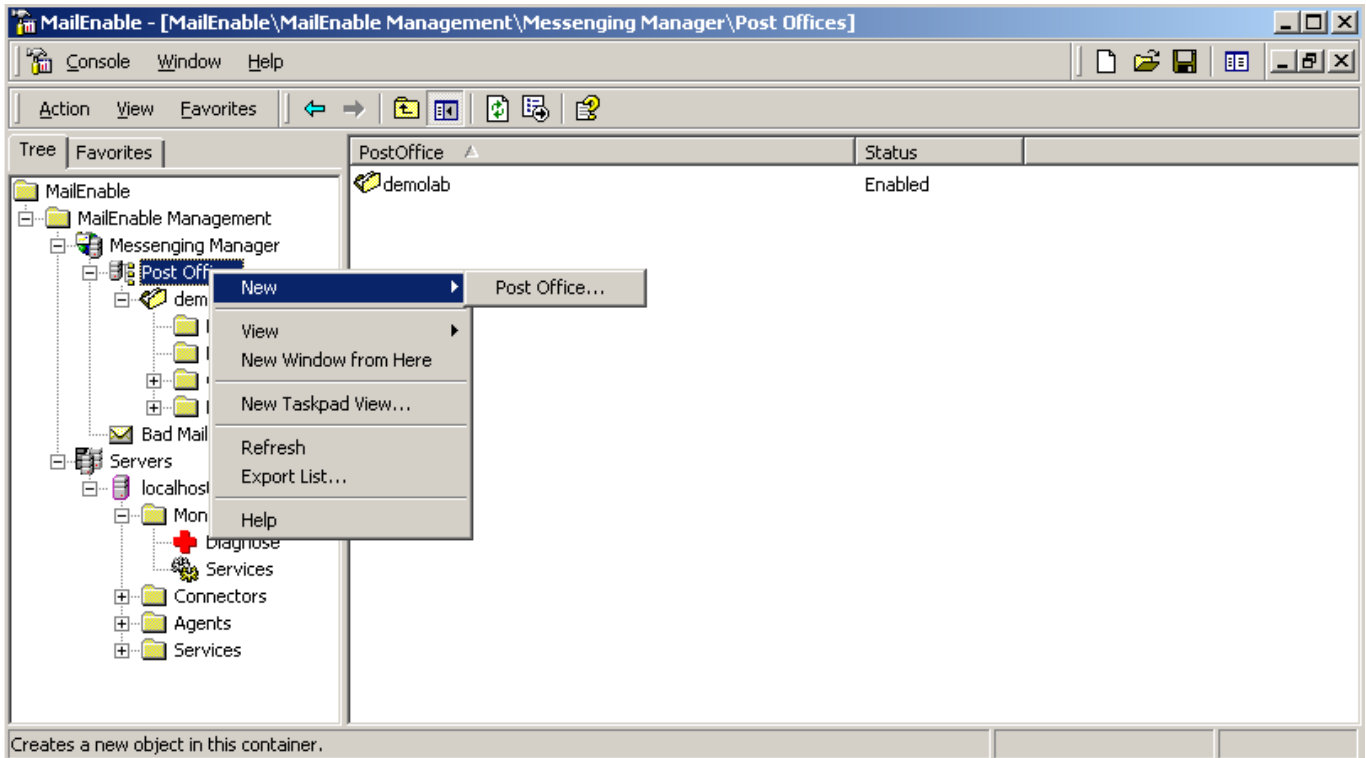 MailEnable - [MailEnable\MailEnable Management\Messenging Manager\Post Offices]
Console Window Help
Action View Favorites
Tree Favorites
PostOffice Status
MailEnable
demolab Enabled
MailEnable Management
Messenging Manager
Post Off
New Post Office...
dem
View
New Window from Here
New Taskpad View...
Bad Mail
Refresh
Servers
Export List...
localhost
Mon
Help
Diagnose
Services
Connectors
Agents
Services
Creates a new object in this container.